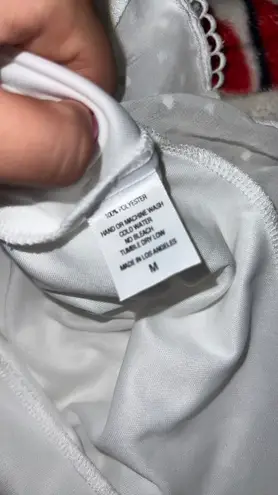 100% POLYESTER
HAND OR MACHINE WASH
COLD WATER
NO BLEACH
TUMBLE DRY LOW
MADE IN LOS ANGELES
M